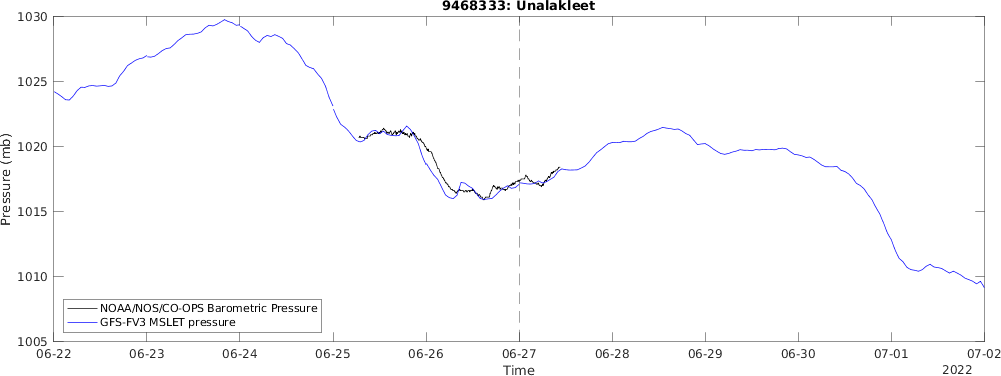 9468333: Unalakleet
1030
1025
1020
1015
1010
1005
Pressure (mb)
NOAA/NOS/CO-OPS Barometric Pressure
GFS-FV3 MSLET pressure
06-22 06-23 06-24 06-25 06-26 06-27 06-28 06-29 06-30 07-01 07-02
Time
2022